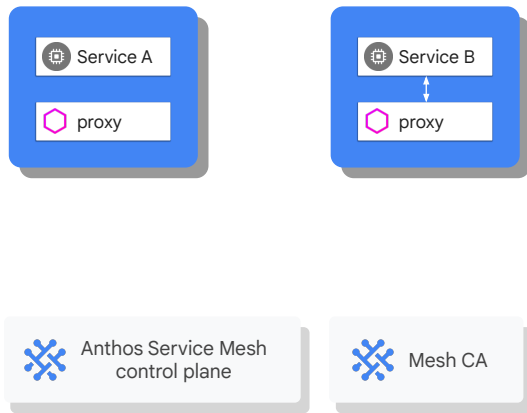 Service A
proxy
Service B
proxy
Anthos Service Mesh
control plane
Mesh CA